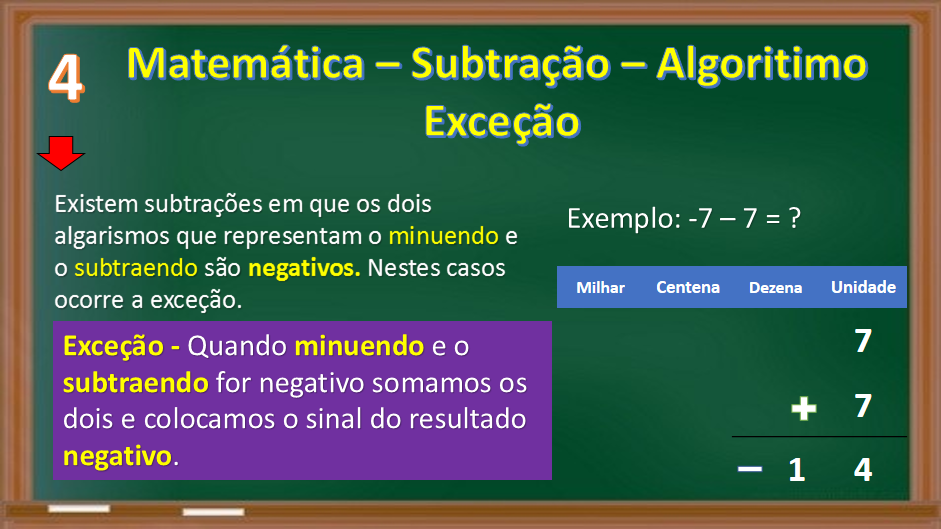 4
Matemática – Subtração – Algoritimo
Exceção
Existem subtrações em que os dois
algarismos que representam o minuendo e
o subtraendo são negativos. Nestes casos
ocorre a exceção.
Exceção - Quando minuendo e o
subtraendo for negativo somamos os
dois e colocamos o sinal do resultado
negativo.
Exemplo: -7 – 7 = ?
Milhar Centena Dezena Unidade
7
+ 7
– 1 4